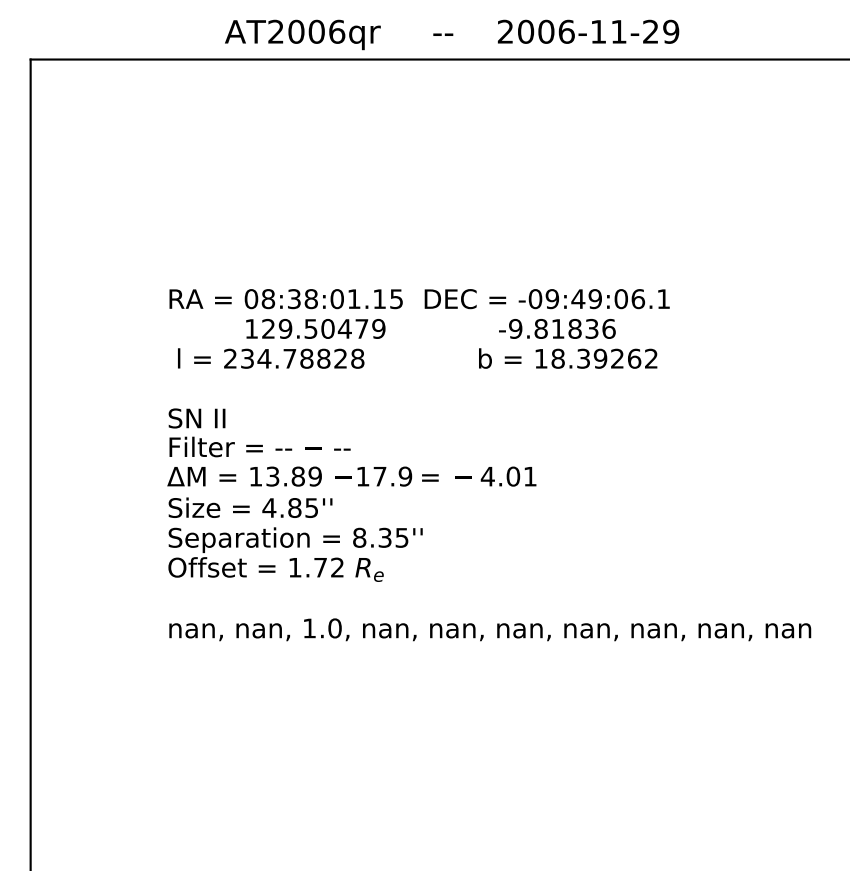 AT2006qr -- 2006-11-29
RA = 08:38:01.15 DEC = -09:49:06.1
129.50479 -9.81836
l = 234.78828 b = 18.39262
SN II
Filter = -- − --
ΔM = 13.89 −17.9 = − 4.01
Size = 4.85''
Separation = 8.35''
Offset = 1.72 Re
nan, nan, 1.0, nan, nan, nan, nan, nan, nan, nan